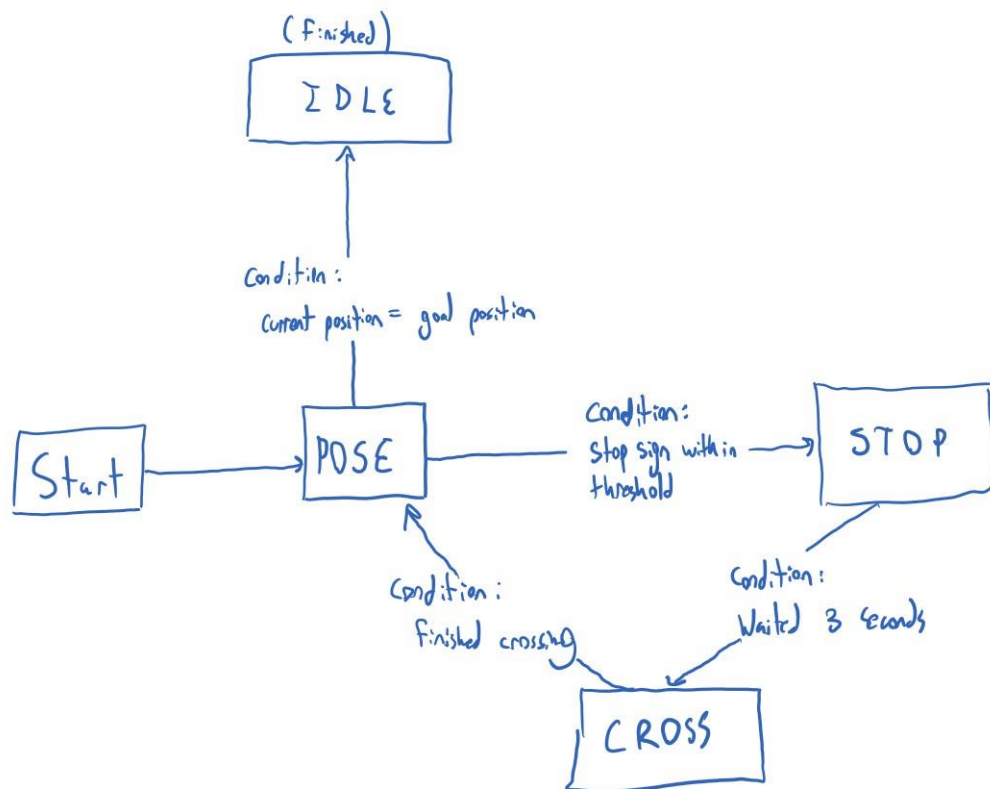 (Finished)
IDLE
Condition:
Current position = goal position
Start
POSE
Condition:
Stop sign within
threshold
STOP
Condition:
Finished crossing
Condition:
Waited 3 seconds
CROSS